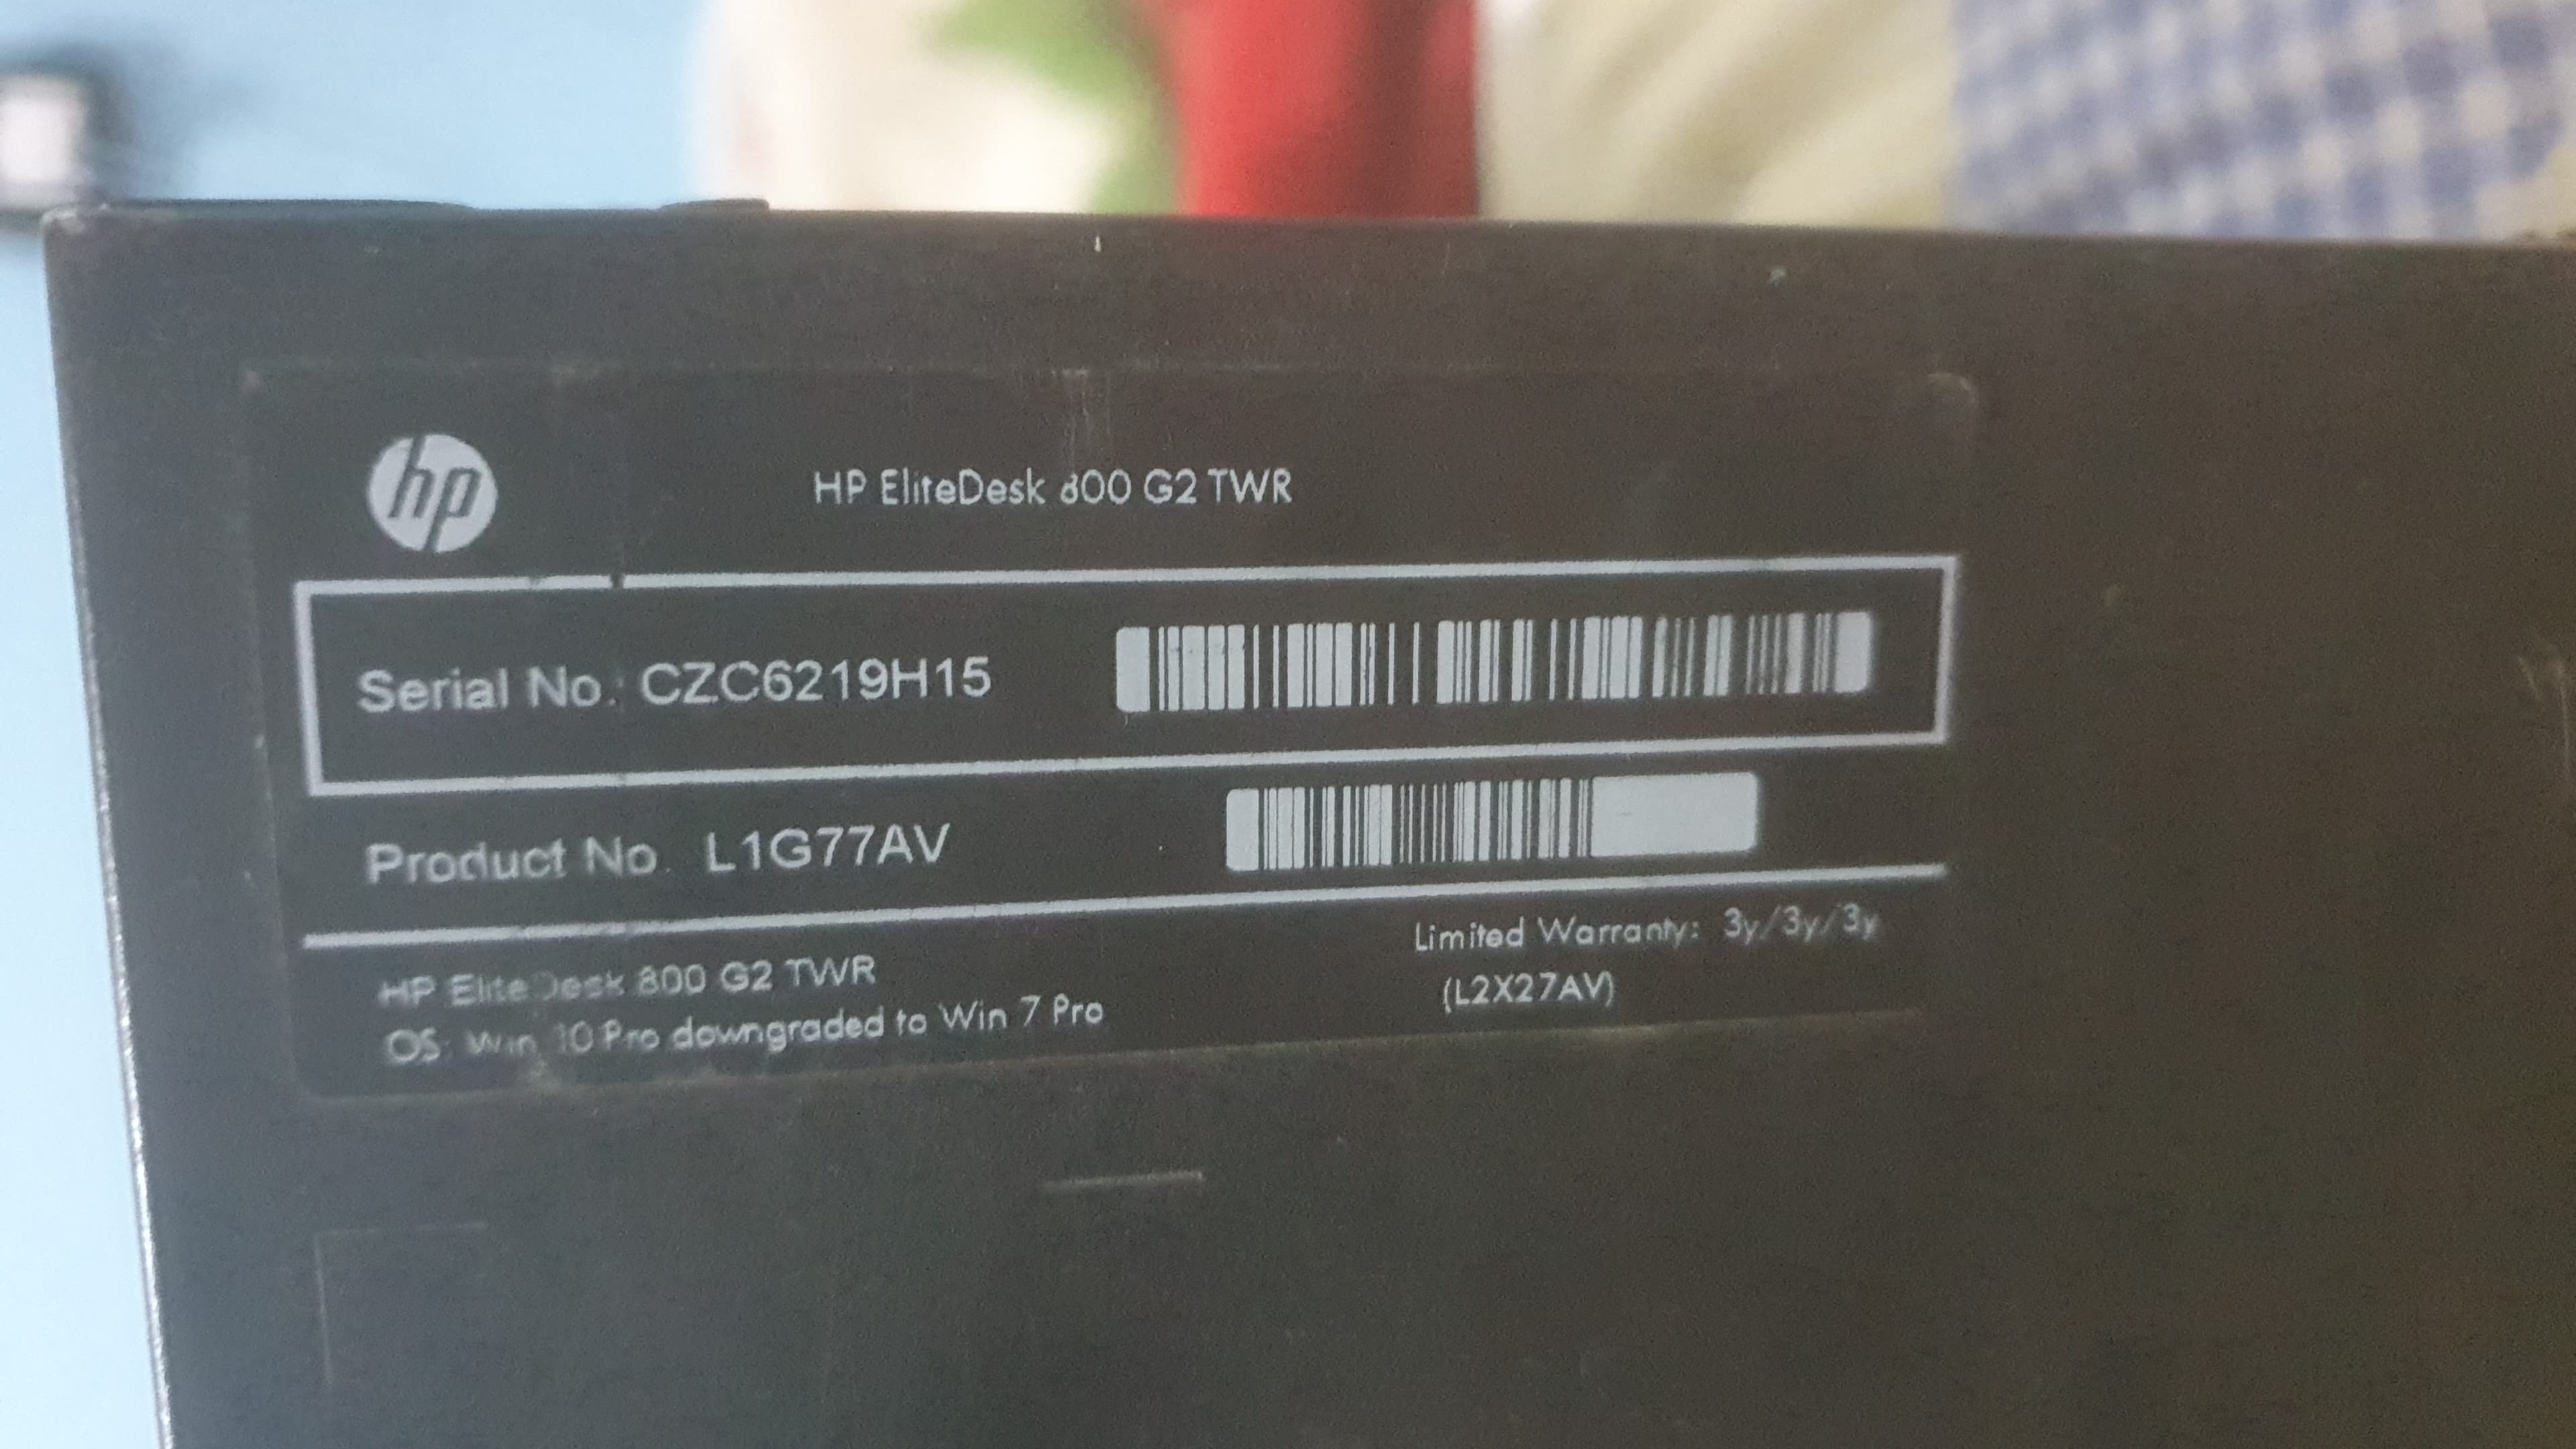 hp
HP EliteDesk 800 G2 TWR
Serial No.: CZC6219H15
Product No. L1G77AV
Limited Warranty: 3y/3y/3y
(L2X27AV)
HP EliteDesk 800 G2 TWR
OS: Win 10 Pro downgraded to Win 7 Pro